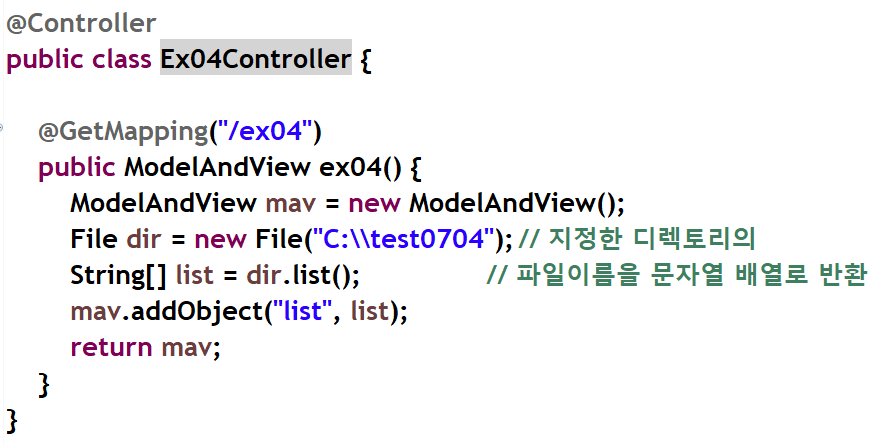 @Controller
public class Ex04Controller {
@GetMapping("/ex04")
public ModelAndView ex04() {
ModelAndView mav = new ModelAndView();
File dir = new File("C:\\test0704"); // 지정한 디렉토리의
String[] list = dir.list(); // 파일이름을 문자열 배열로 반환
mav.addObject("list", list);
return mav;
}
}